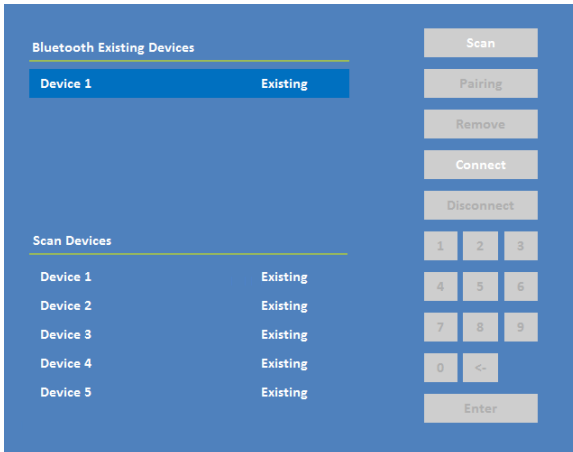 Bluetooth Existing Devices
Device 1 Existing
Scan Devices
Device 1 Existing
Device 2 Existing
Device 3 Existing
Device 4 Existing
Device 5 Existing
Scan
Pairing
Remove
Connect
Disconnect
1 2 3
4 5 6
7 8 9
0 <-
Enter